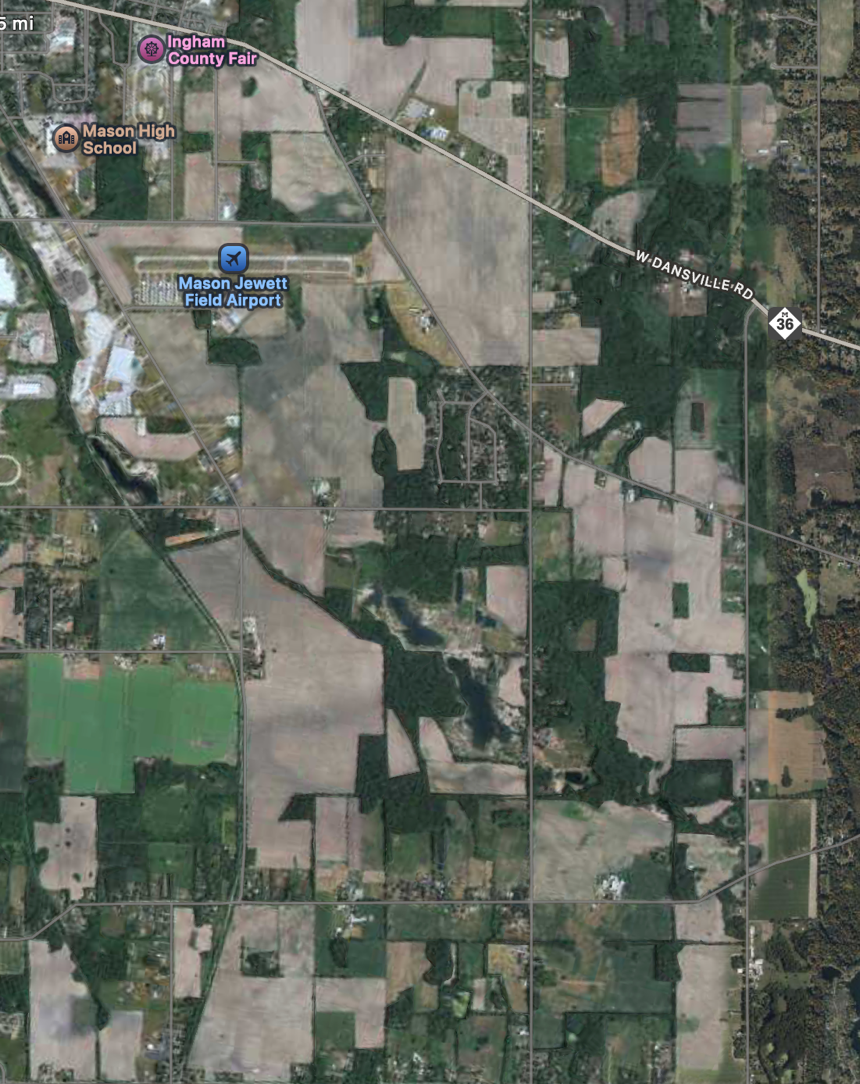 5 mi
Ingham
County Fair
Mason High
School
Mason Jewett
Field Airport
W DANSVILLE RD
M
36